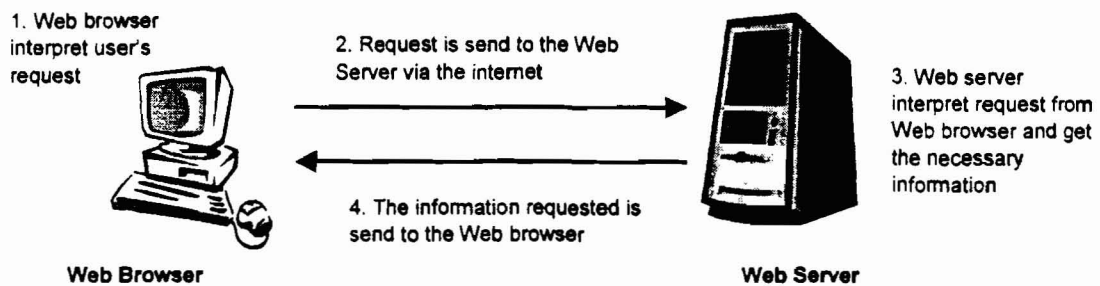 1. Web browser
interpret user's
request
2. Request is send to the Web
Server via the internet
3. Web server
interpret request from
Web browser and get
the necessary
information
4. The information requested is
send to the Web browser
Web Browser
Web Server